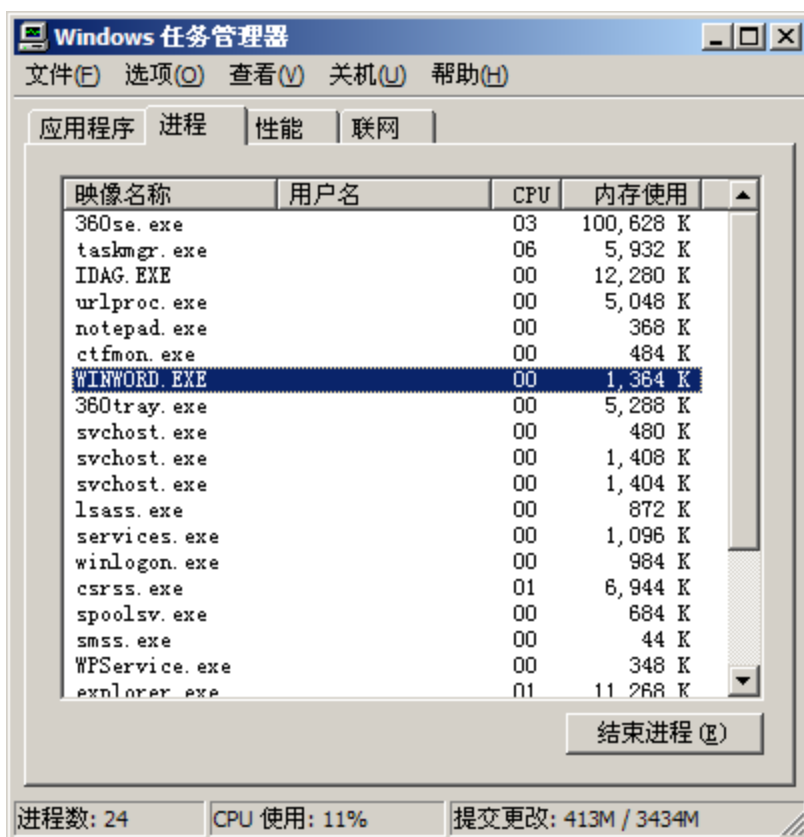 Windows 任务管理器
文件(F) 选项(O) 查看(V) 关机(U) 帮助(H)
应用程序 进程 性能 联网
映像名称 用户名 CPU 内存使用
360se.exe 03 100,628 K
taskmgr.exe 06 5,932 K
IDAG.EXE 00 12,280 K
urlproc.exe 00 5,048 K
notepad.exe 00 368 K
ctfmon.exe 00 484 K
WINWORD.EXE 00 1,364 K
360tray.exe 00 5,288 K
svchost.exe 00 480 K
svchost.exe 00 1,408 K
svchost.exe 00 1,404 K
lsass.exe 00 872 K
services.exe 00 1,096 K
winlogon.exe 00 984 K
csrss.exe 01 6,944 K
spoolsv.exe 00 684 K
smss.exe 00 44 K
WPService.exe 00 348 K
explorer.exe 01 11,268 K
结束进程(E)
进程数: 24 CPU 使用: 11% 提交更改: 413M / 3434M